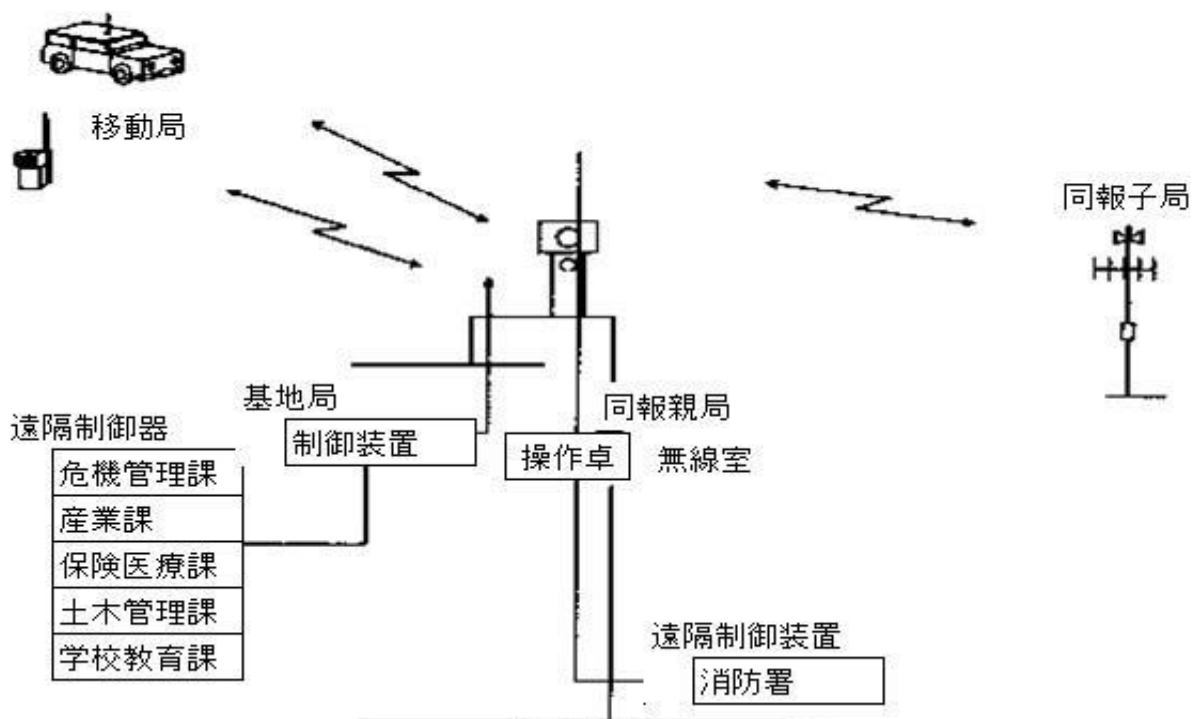 移動局
同報子局
基地局
同報親局
遠隔制御器
制御装置
操作卓
無線室
危機管理課
産業課
保険医療課
土木管理課
学校教育課
遠隔制御装置
消防署